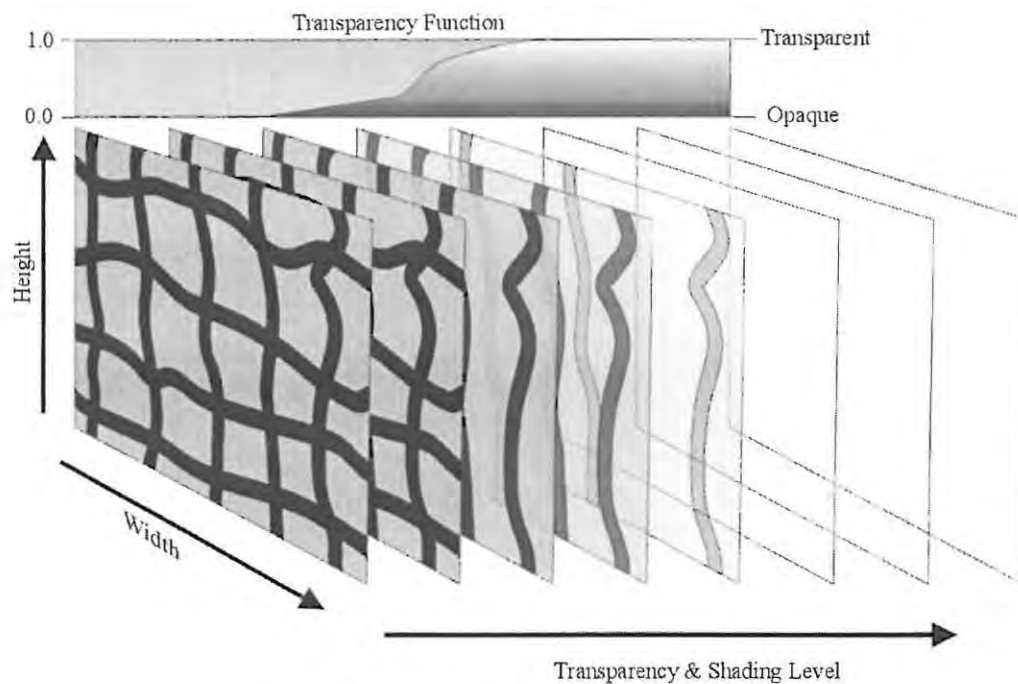 Transparency Function
1.0
Transparent
0.0
Opaque
Height
Width
Transparency & Shading Level